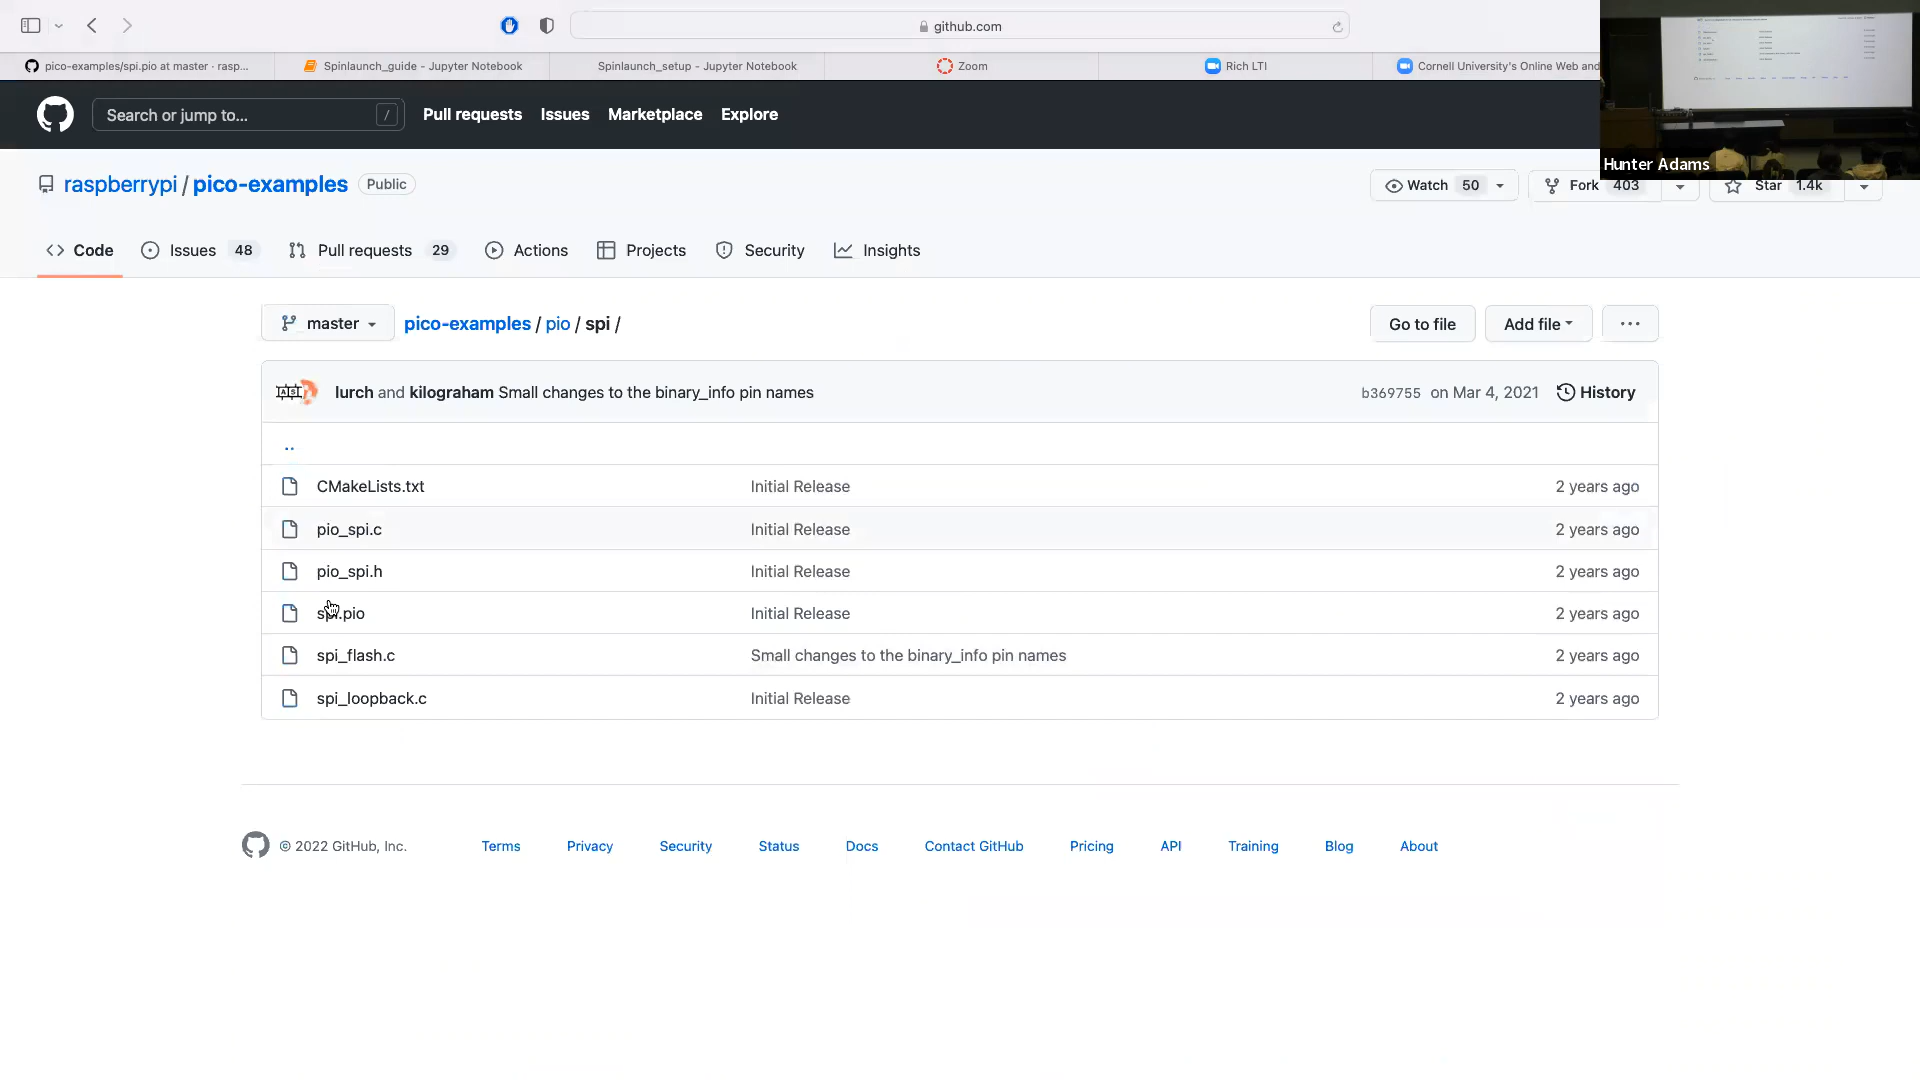 github.com
pico-examples/spi.pio at master · rasp...
Spinlaunch_guide - Jupyter Notebook
Spinlaunch_setup - Jupyter Notebook
Zoom
Rich LTI
Cornell University's Online Web and
Search or jump to... /
Pull requests Issues Marketplace Explore
Hunter Adams
raspberrypi / pico-examples Public
Watch 50
Fork 403
Star 1.4k
Code
Issues 48
Pull requests 29
Actions
Projects
Security
Insights
master
pico-examples / pio / spi /
Go to file
Add file
...
lurch and kilograham Small changes to the binary_info pin names
b369755 on Mar 4, 2021 History
..
CMakeLists.txt Initial Release 2 years ago
pio_spi.c Initial Release 2 years ago
pio_spi.h Initial Release 2 years ago
spi.pio Initial Release 2 years ago
spi_flash.c Small changes to the binary_info pin names 2 years ago
spi_loopback.c Initial Release 2 years ago
© 2022 GitHub, Inc. Terms Privacy Security Status Docs Contact GitHub Pricing API Training Blog About